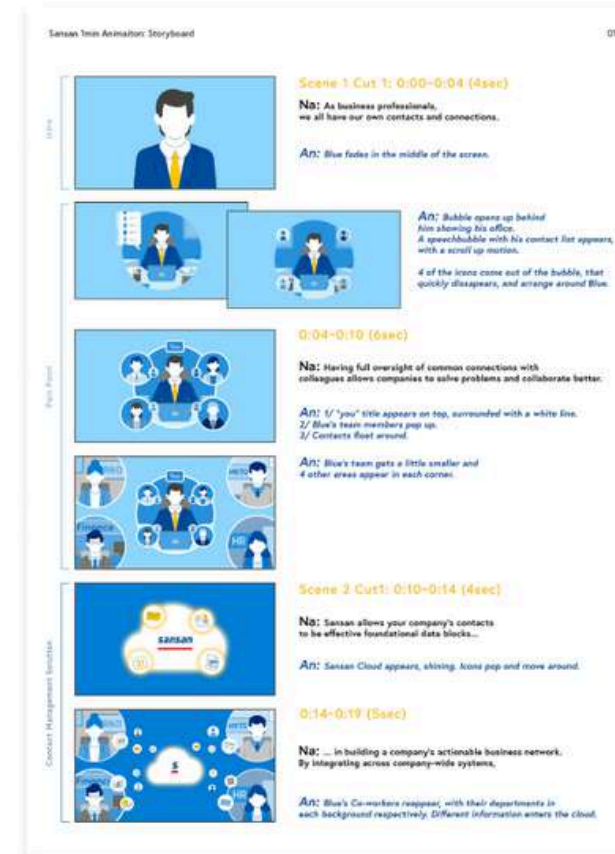 Sansan 1min Animaiton: Storyboard
Intro
Scene 1 Cut 1: 0:00-0:04 (4sec)
Na: As business professionals,
we all have our own contacts and connections.
An: Blue fades in the middle of the screen.
Pain Point
An: Bubble opens up behind
him showing his office.
A speechbubble with his contact list appears,
with a scroll up motion.
4 of the icons come out of the bubble, that
quickly dissapears, and arrange around Blue.
0:04-0:10 (6sec)
Na: Having full oversight of common connections with
colleagues allows companies to solve problems and collaborate better.
An: 1/ "you" title appears on top, surrounded with a white line.
2/ Blue's team members pop up.
3/ Contacts float around.
You
An: Blue's team gets a little smaller and
4 other areas appear in each corner.
Finance
HR
Contact Management Solution
Scene 2 Cut1: 0:10-0:14 (4sec)
Na: Sansan allows your company's contacts
to be effective foundational data blocks...
An: Sansan Cloud appears, shining. Icons pop and move around.
sansan
0:14-0:19 (5sec)
Na: ... in building a company's actionable business network.
By integrating across company-wide systems,
An: Blue's Co-workers reappear, with their departments in
each background respectively. Different information enters the cloud.
S
HR